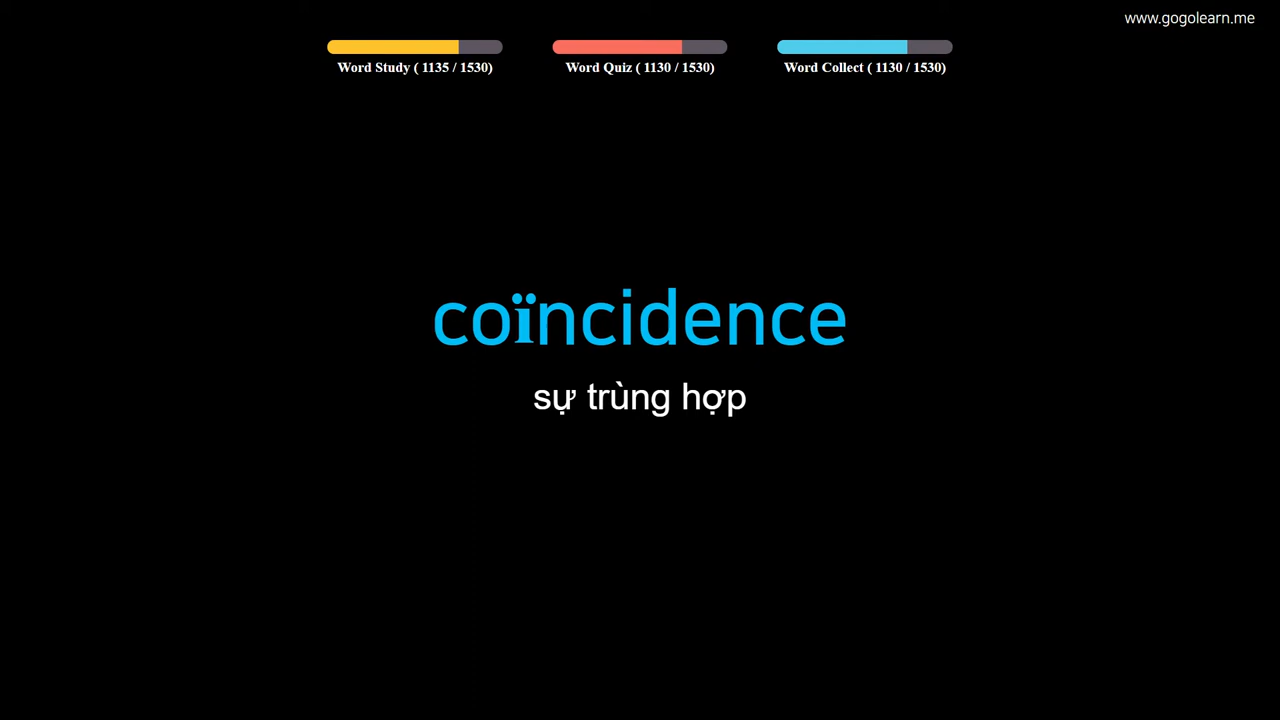 www.gogolearn.me
Word Study ( 1135 / 1530)
Word Quiz ( 1130 / 1530)
Word Collect ( 1130 / 1530)
coïncidence
sự trùng hợp